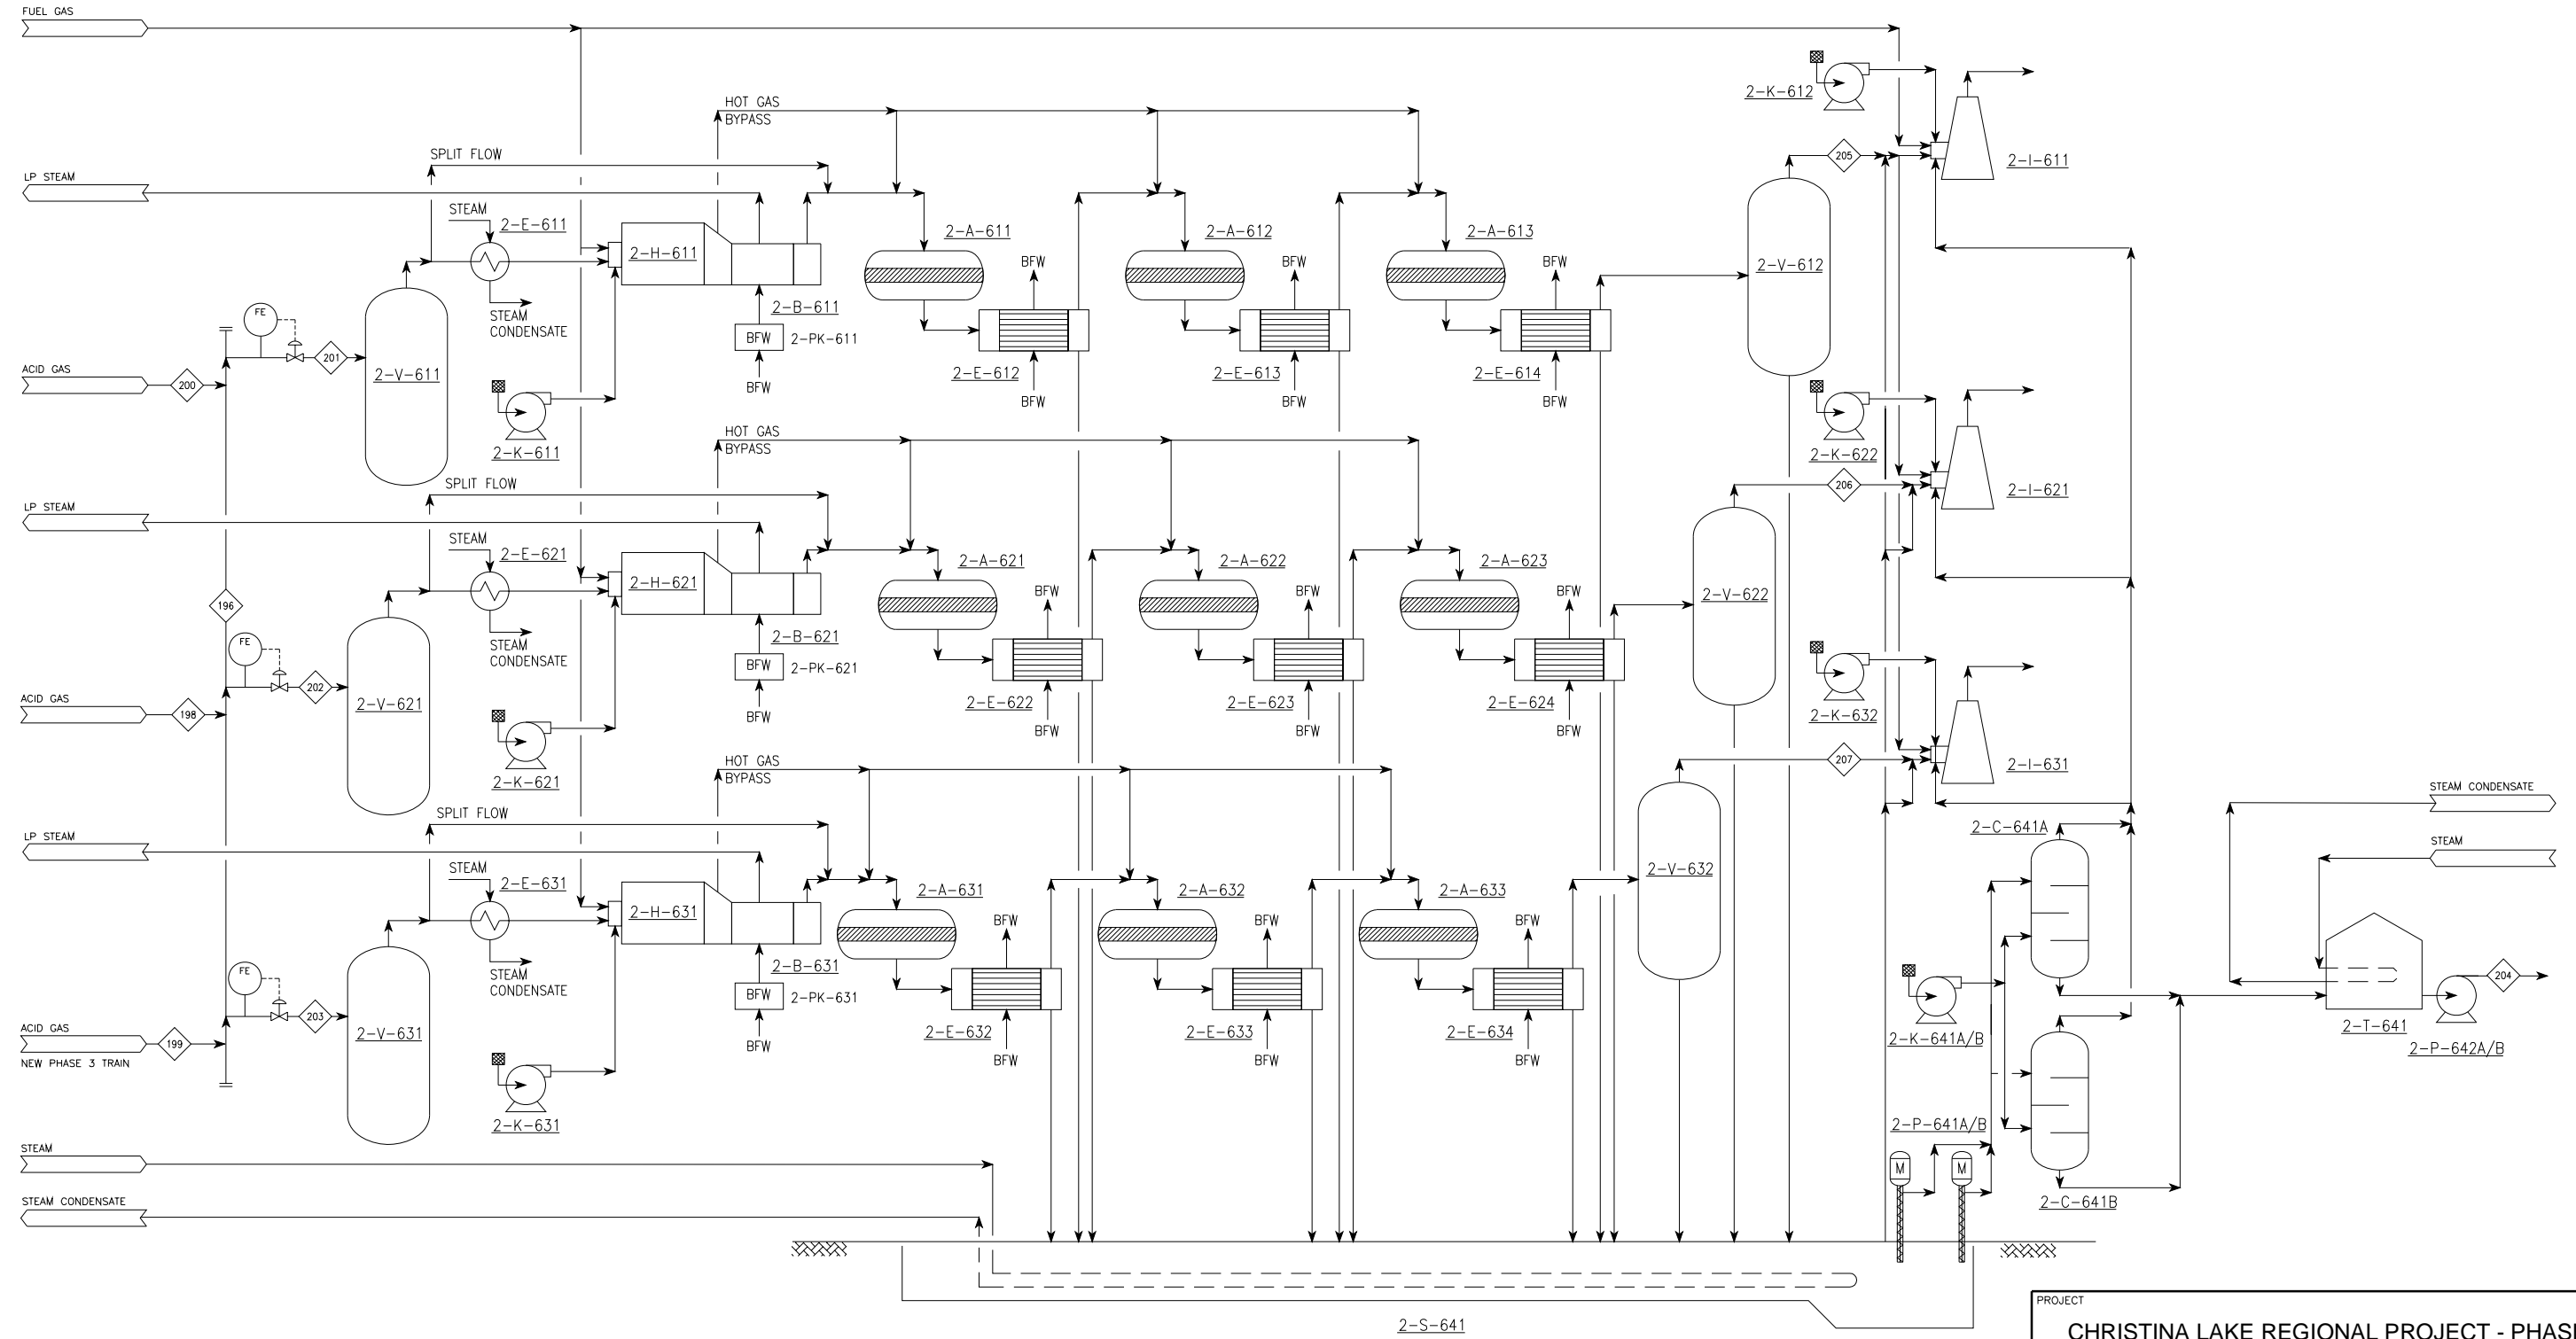 FUEL GAS
2-K-612
HOT GAS
BYPASS
SPLIT FLOW
205
2-I-611
LP STEAM
STEAM
2-E-611
2-H-611
2-A-611
2-A-612
2-A-613
2-V-612
BFW
BFW
BFW
FE
STEAM
CONDENSATE
2-B-611
BFW
2-PK-611
201
2-V-611
ACID GAS
200
BFW
2-E-612
2-E-613
2-E-614
BFW
BFW
BFW
2-K-611
HOT GAS
BYPASS
2-K-622
SPLIT FLOW
206
2-I-621
LP STEAM
STEAM
2-E-621
2-H-621
2-A-621
2-A-622
2-A-623
2-V-622
BFW
BFW
BFW
196
FE
STEAM
CONDENSATE
2-B-621
BFW
2-PK-621
202
2-V-621
ACID GAS
198
BFW
2-E-622
2-E-623
2-E-624
BFW
BFW
BFW
2-K-632
2-K-621
HOT GAS
BYPASS
207
2-I-631
STEAM CONDENSATE
SPLIT FLOW
LP STEAM
2-C-641A
STEAM
STEAM
2-E-631
2-H-631
2-A-631
2-A-632
2-A-633
2-V-632
BFW
BFW
BFW
FE
STEAM
CONDENSATE
2-B-631
BFW
2-PK-631
204
203
2-V-631
ACID GAS
199
NEW PHASE 3 TRAIN
BFW
2-E-632
2-E-633
2-E-634
BFW
BFW
BFW
2-K-641A/B
2-T-641
2-P-642A/B
2-K-631
2-P-641A/B
STEAM
M
M
STEAM CONDENSATE
2-C-641B
2-S-641
PROJECT
CHRISTINA LAKE REGIONAL PROJECT - PHAS